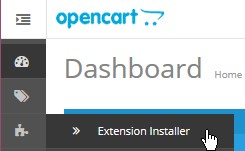 opencart
Dashboard Home
» Extension Installer